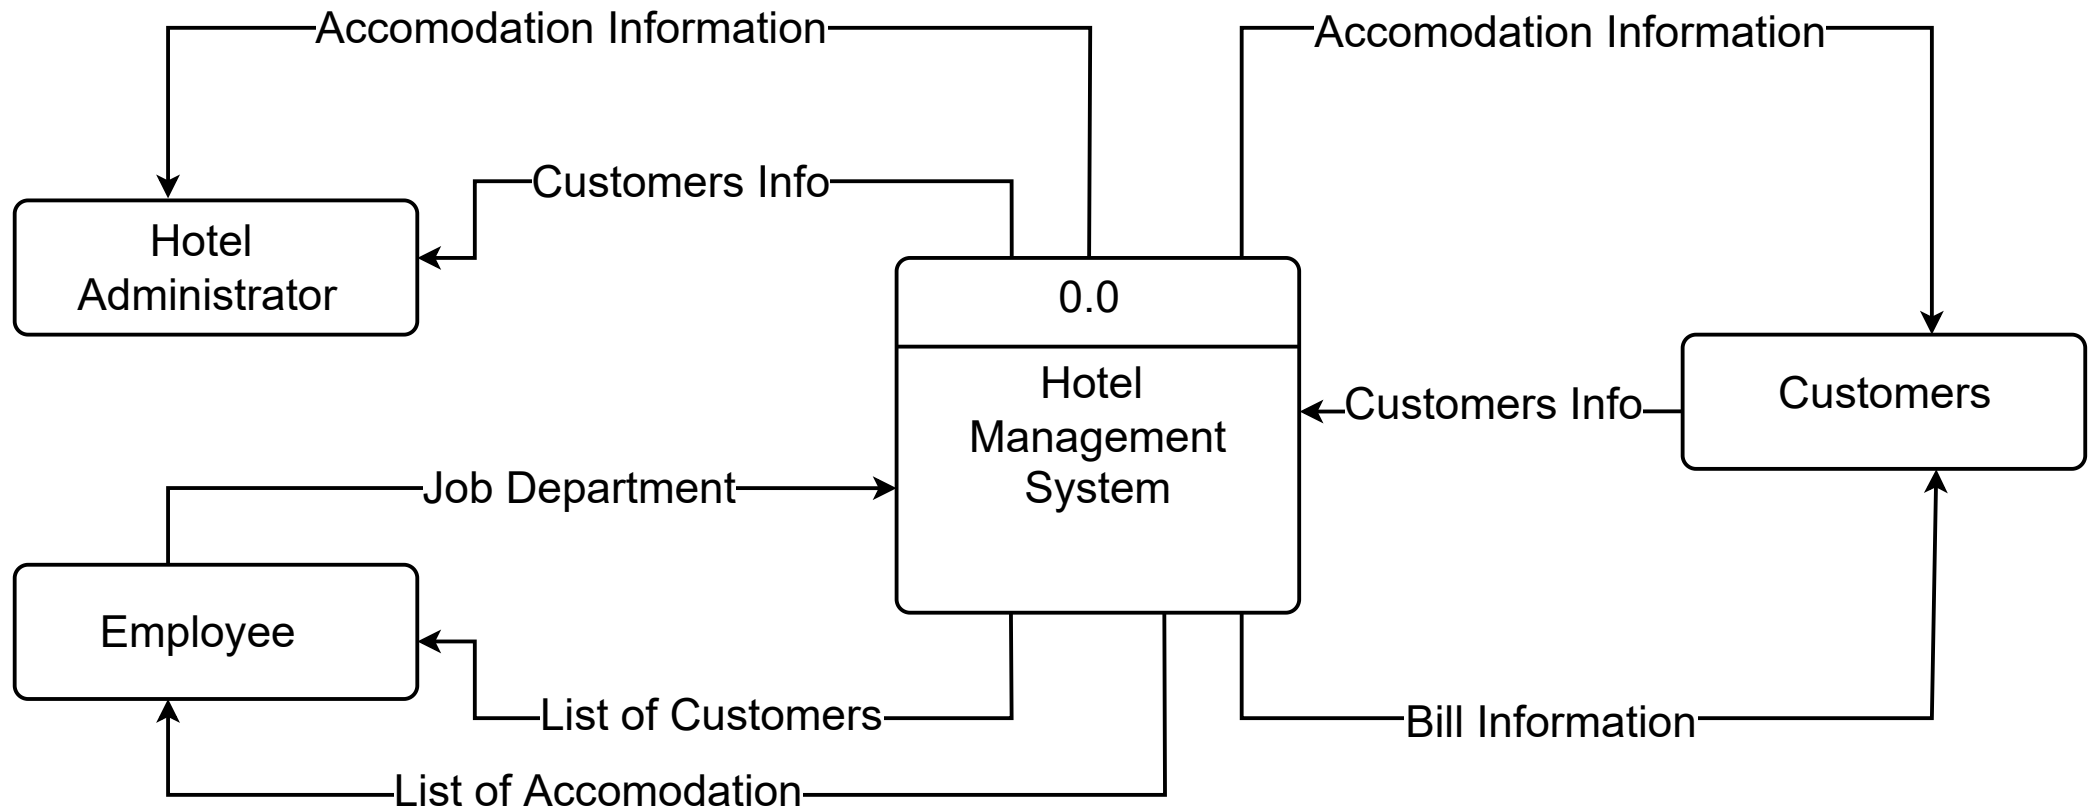 Accomodation Information
Accomodation Information
Customers Info
Hotel
Administrator
0.0
Hotel
Management
System
Customers
Customers Info
Job Department
Employee
List of Customers
Bill Information
List of Accomodation